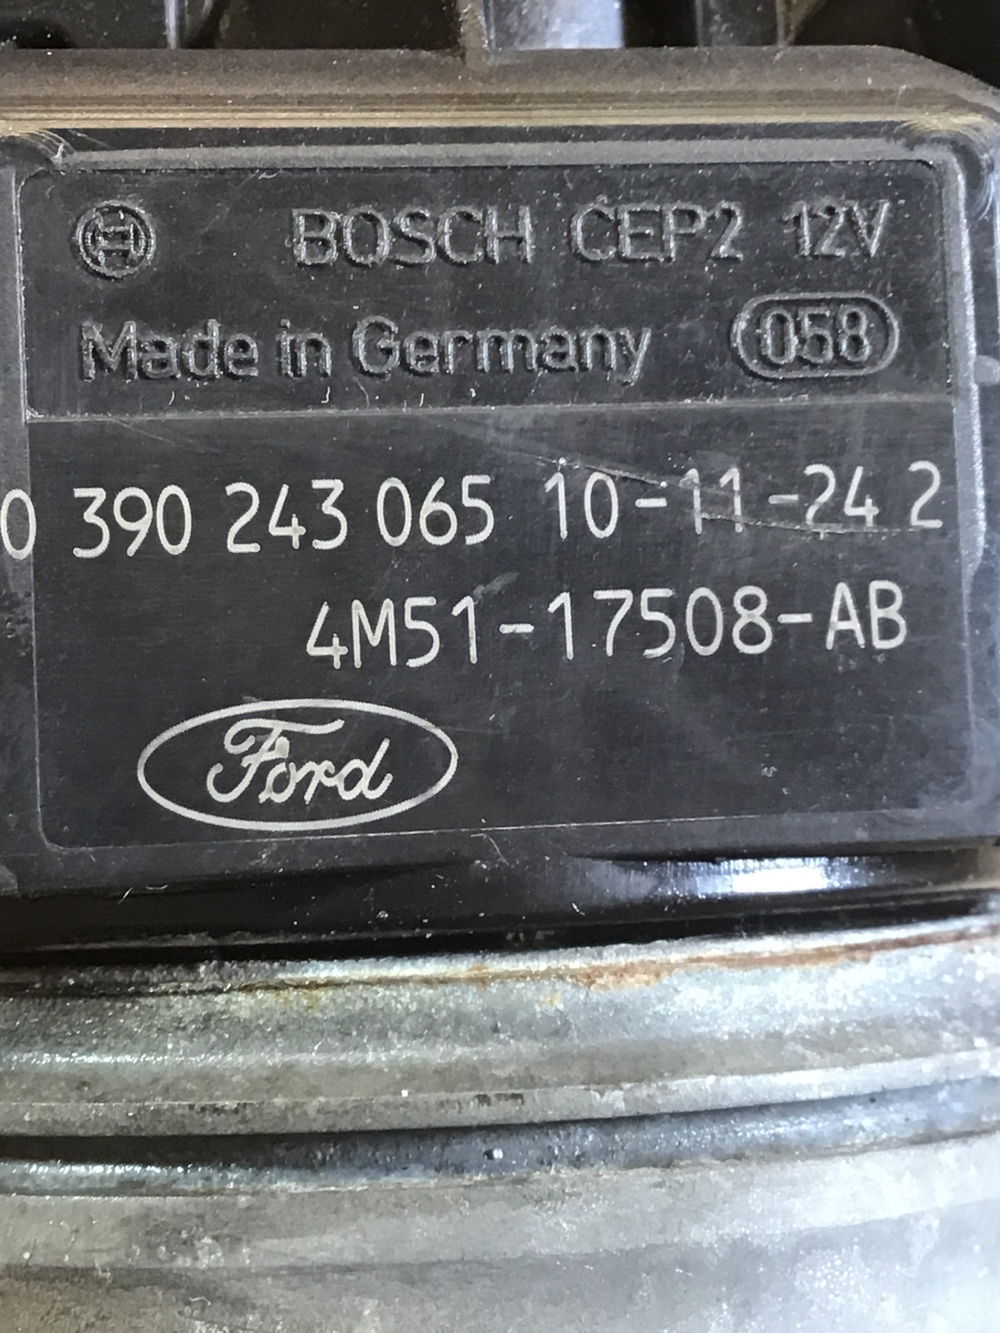 BOSCH CEP2 12V
Made in Germany 058
0 390 243 065 10-11-24 2
4M51-17508-AB
Ford